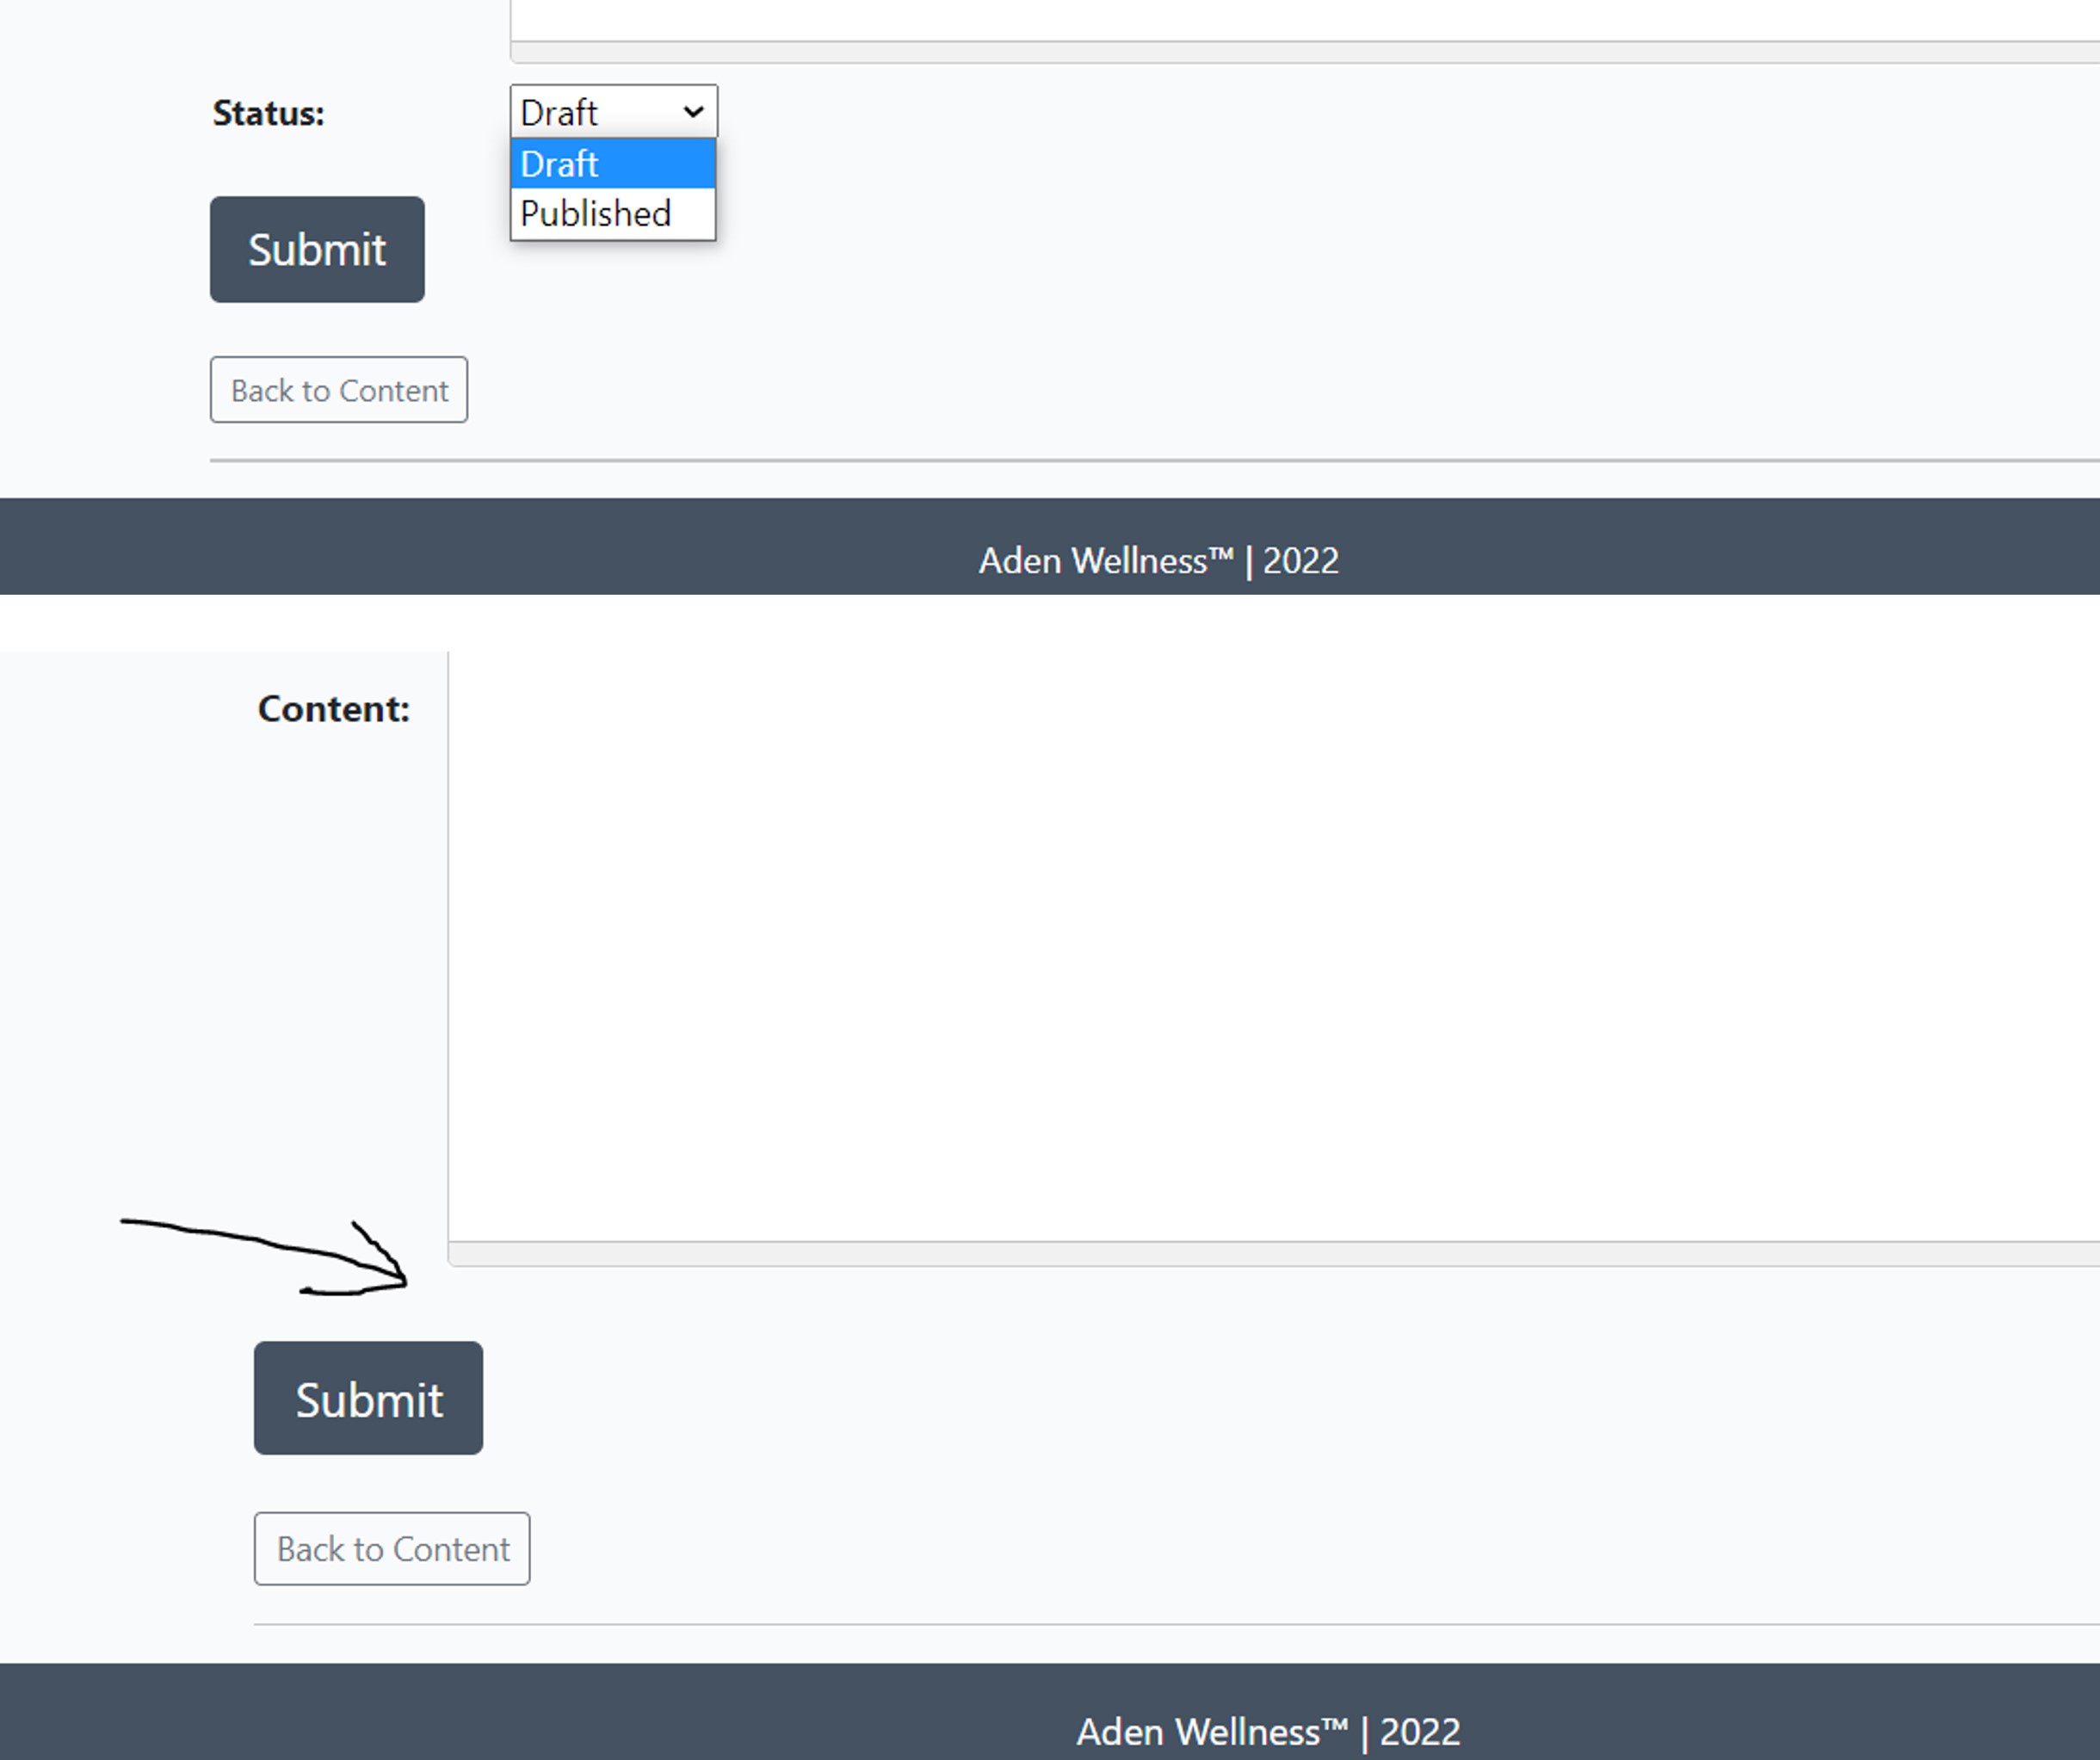 Status:
Draft
Draft
Published
Submit
Back to Content
Aden Wellness™ | 2022
Content:
Submit
Back to Content
Aden Wellness™ | 2022